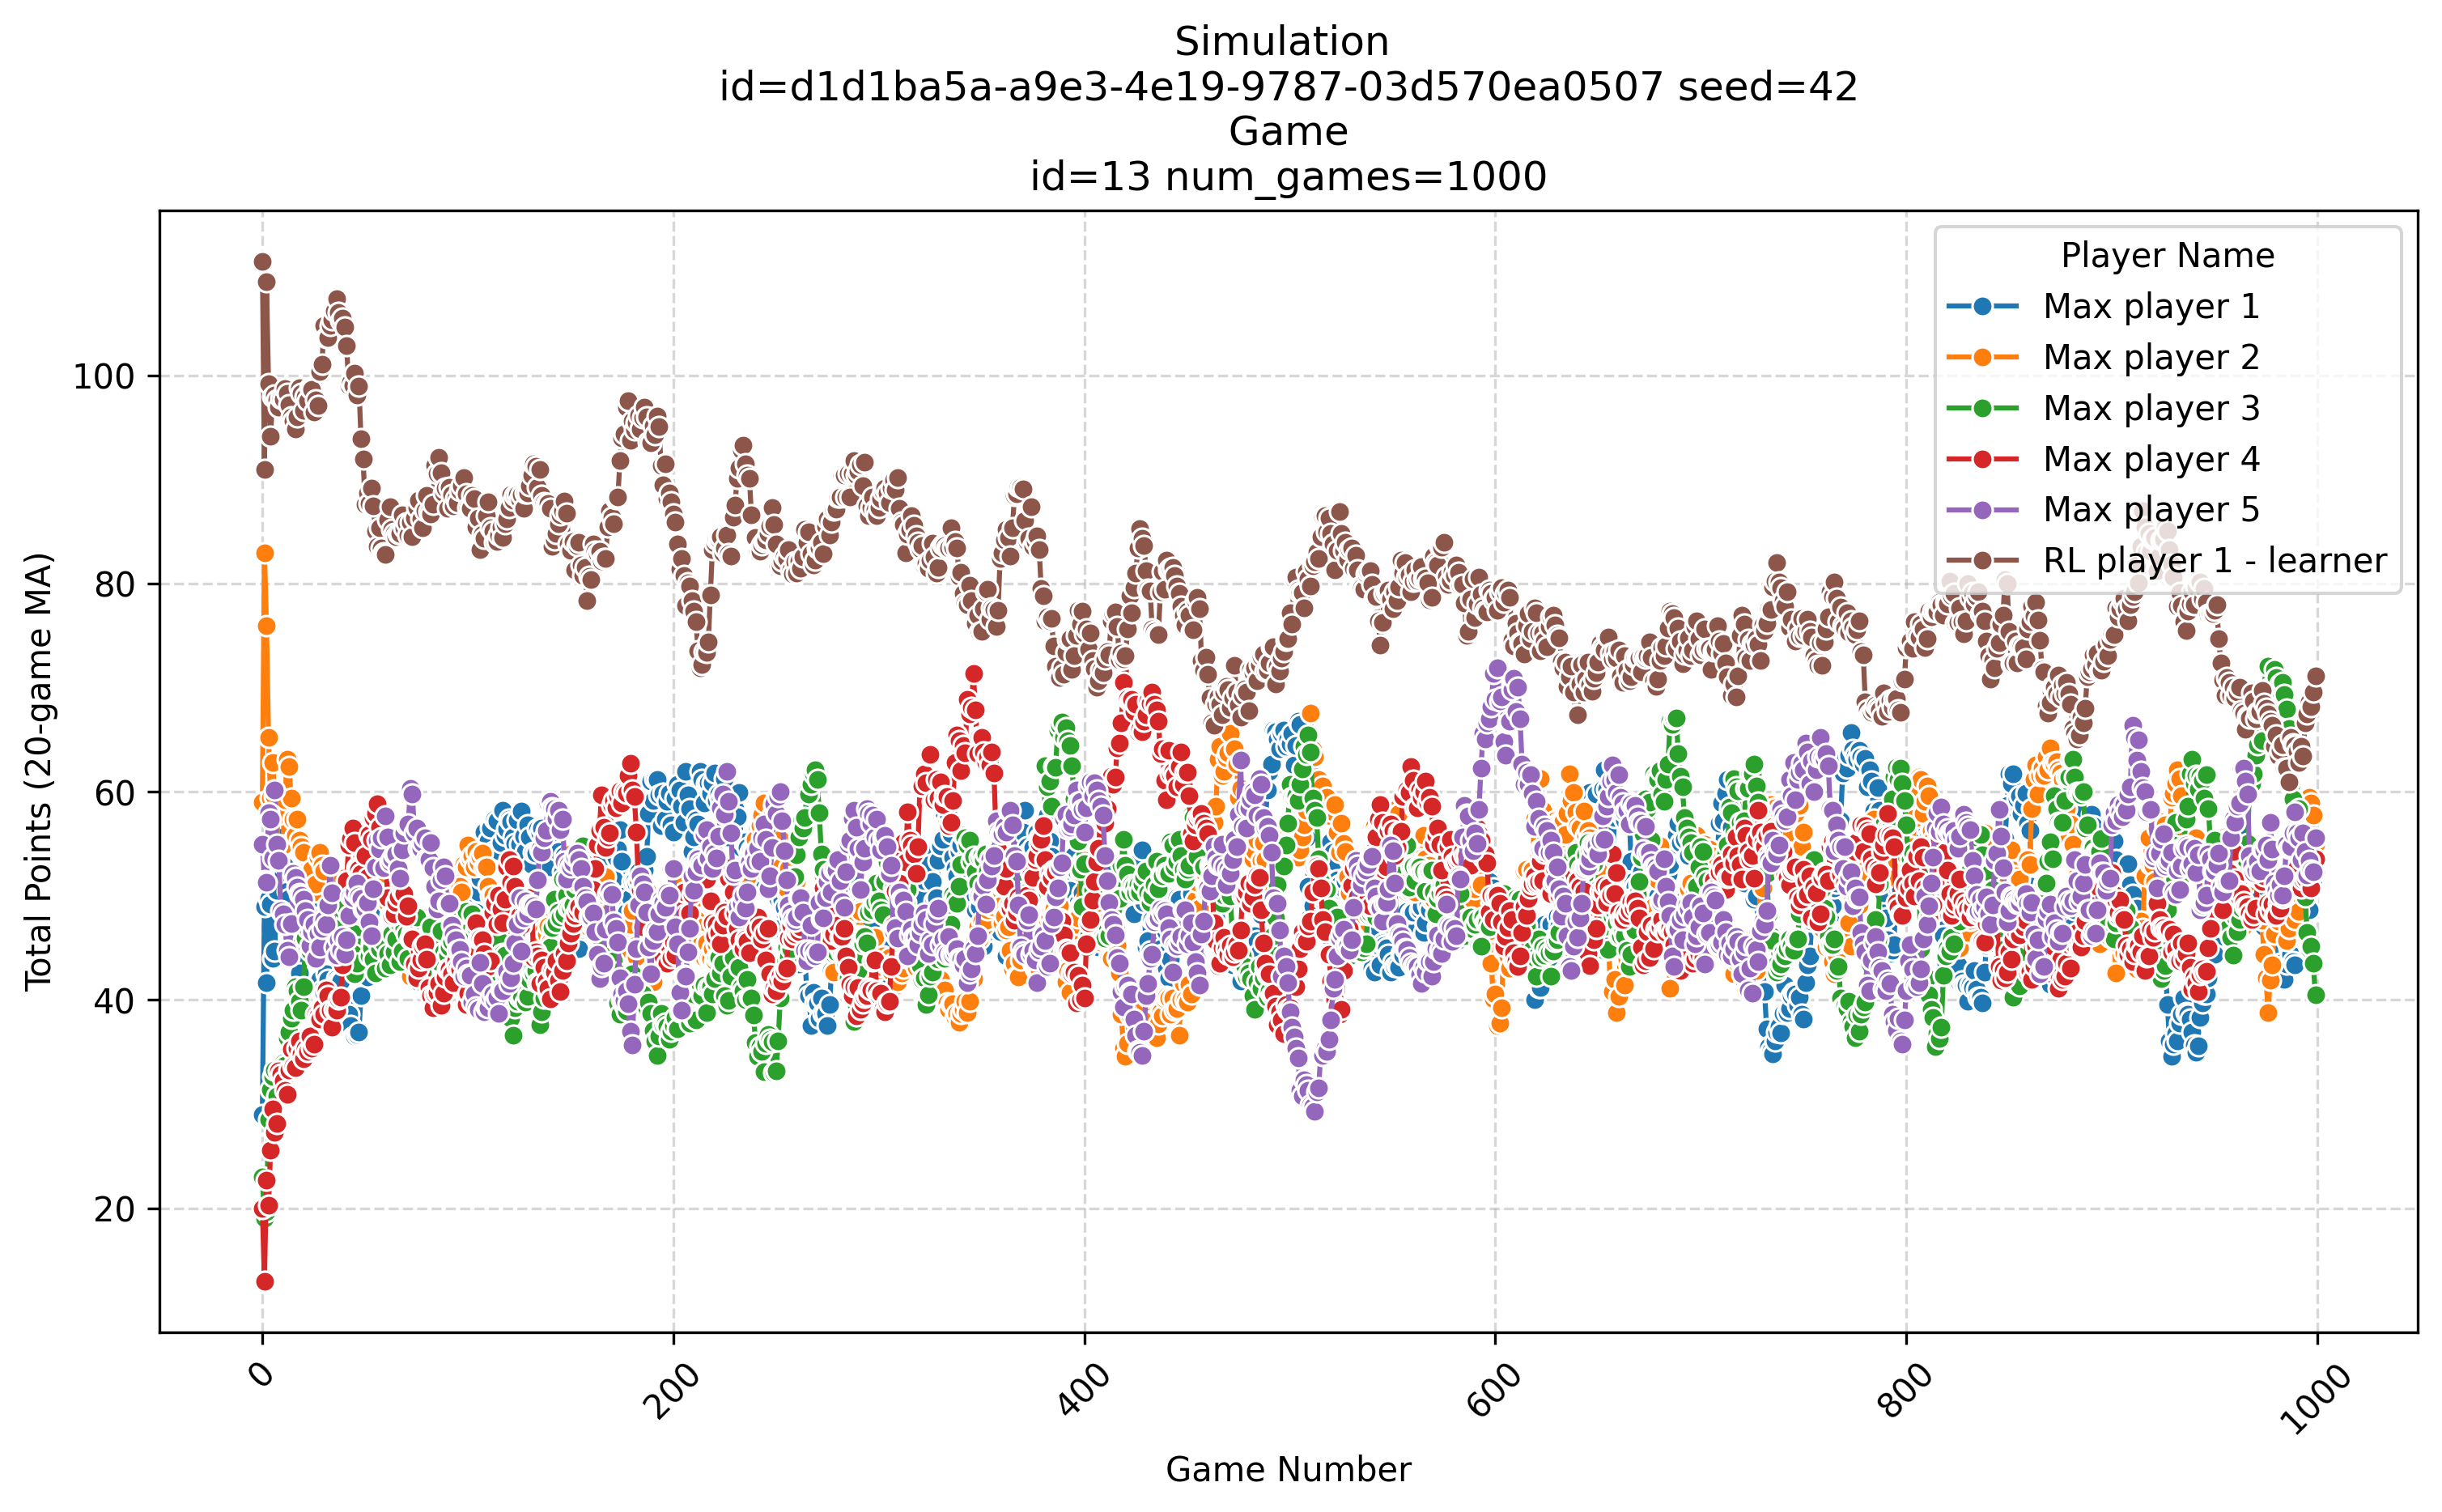 Simulation
id=d1d1ba5a-a9e3-4e19-9787-03d570ea0507 seed=42
Game
id=13 num_games=1000
Player Name
Max player 1
Max player 2
Max player 3
Max player 4
Max player 5
RL player 1 - learner
Total Points (20-game MA)
100
80
60
40
20
0
200
400
600
800
1000
Game Number